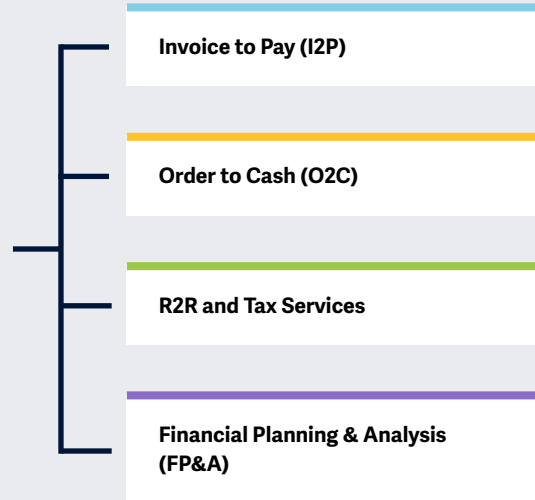 Invoice to Pay (I2P)
Order to Cash (O2C)
R2R and Tax Services
Financial Planning & Analysis
(FP&A)